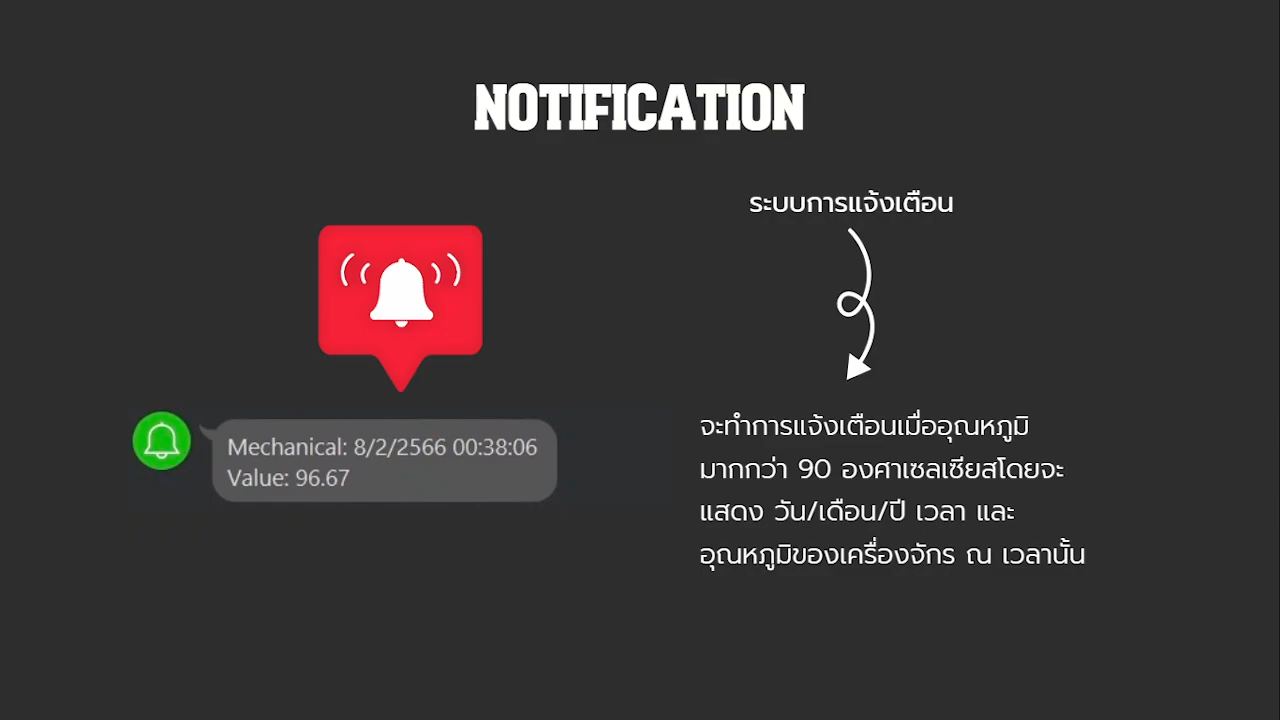 NOTIFICATION
ระบบการแจ้งเตือน
Mechanical: 8/2/2566 00:38:06
Value: 96.67
จะทำการแจ้งเตือนเมื่ออุณหภูมิ
มากกว่า 90 องศาเซลเซียสโดยจะ
แสดง วัน/เดือน/ปี เวลา และ
อุณหภูมิของเครื่องจักร ณ เวลานั้น